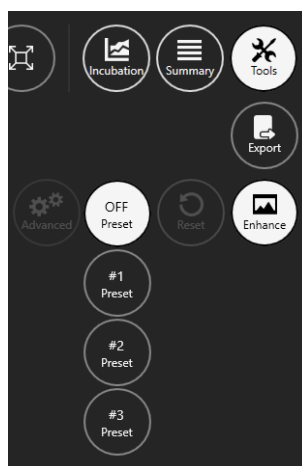 Incubation
Summary
Tools
Export
Advanced
OFF
Preset
Reset
Enhance
#1
Preset
#2
Preset
#3
Preset